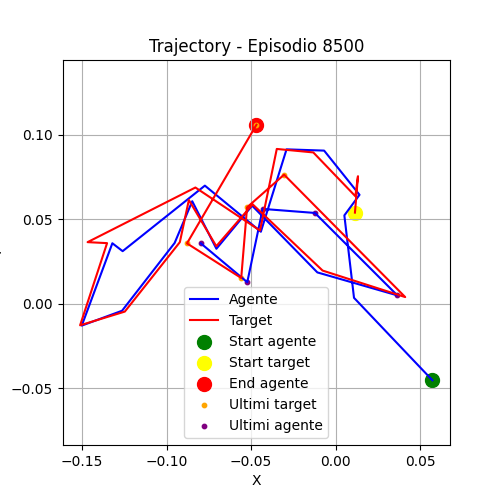 Trajectory - Episodio 8500
0.10
0.05
0.00
−0.05
−0.15
−0.10
−0.05
0.00
0.05
X
Agente
Target
Start agente
Start target
End agente
Ultimi target
Ultimi agente